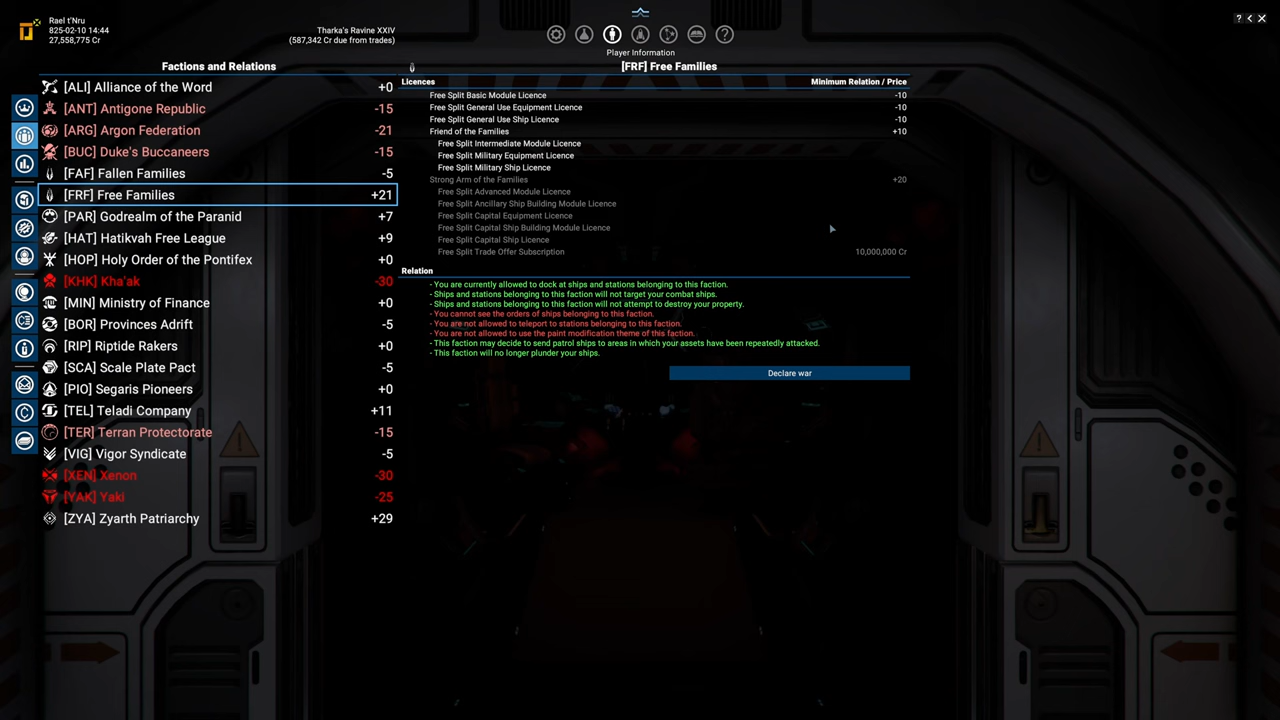 Rael t'Nru
825-02-10 14:44
27,558,775 Cr
Tharka's Ravine XXIV
(587,342 Cr due from trades)
Player Information
Factions and Relations
[ALI] Alliance of the Word +0
[ANT] Antigone Republic -15
[ARG] Argon Federation -21
[BUC] Duke's Buccaneers -15
[FAF] Fallen Families -5
[FRF] Free Families +21
[PAR] Godrealm of the Paranid +7
[HAT] Hatikvah Free League +9
[HOP] Holy Order of the Pontifex +0
[KHK] Kha'ak -30
[MIN] Ministry of Finance +0
[BOR] Provinces Adrift -5
[RIP] Riptide Rakers +0
[SCA] Scale Plate Pact -5
[PIO] Segaris Pioneers +0
[TEL] Teladi Company +11
[TER] Terran Protectorate -15
[VIG] Vigor Syndicate -5
[XEN] Xenon -30
[YAK] Yaki -25
[ZYA] Zyarth Patriarchy +29
[FRF] Free Families
Licences Minimum Relation / Price
Free Split Basic Module Licence -10
Free Split General Use Equipment Licence -10
Free Split General Use Ship Licence -10
Friend of the Families +10
Free Split Intermediate Module Licence
Free Split Military Equipment Licence
Free Split Military Ship Licence
Strong Arm of the Families +20
Free Split Advanced Module Licence
Free Split Ancillary Ship Building Module Licence
Free Split Capital Equipment Licence
Free Split Capital Ship Building Module Licence
Free Split Capital Ship Licence
Free Split Trade Offer Subscription 10,000,000 Cr
Relation
- You are currently allowed to dock at ships and stations belonging to this faction.
- Ships and stations belonging to this faction will not target your combat ships.
- Ships and stations belonging to this faction will not attempt to destroy your property.
- You cannot see the orders of ships belonging to this faction.
- You are not allowed to teleport to stations belonging to this faction.
- You are not allowed to use the paint modification theme of this faction.
- This faction may decide to send patrol ships to areas in which your assets have been repeatedly attacked.
- This faction will no longer plunder your ships.
Declare war